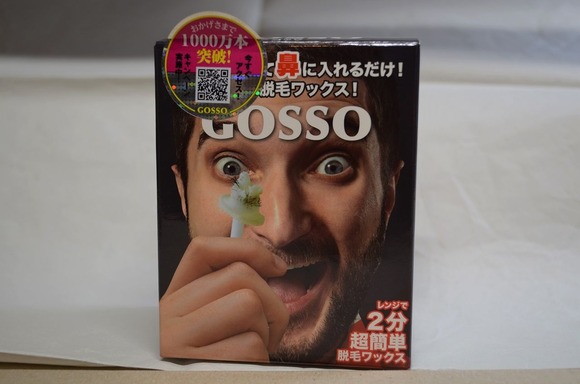 おかげさまで
1000万本
突破!
GOSSO
て鼻に入れるだけ!
脱毛ワックス!
GOSSO
レンジで
2分
超簡単
脱毛ワックス